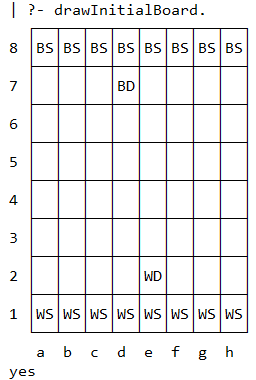 | ?- drawInitialBoard.
8 BS BS BS BS BS BS BS BS
7 BD
6
5
4
3
2 WD
1 WS WS WS WS WS WS WS WS
a b c d e f g h
yes